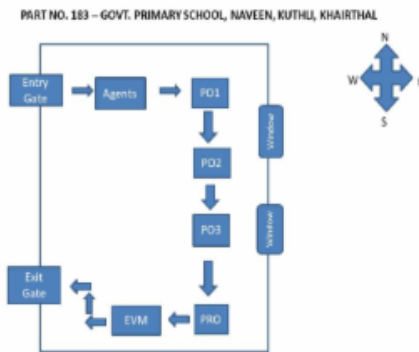 PART NO. 183 – GOVT. PRIMARY SCHOOL, NAVEEN, KUTHLI, KHAIRTHAL
N
W
S
Entry
Gate
Agents
PO1
Window
PO2
PO3
Window
Exit
Gate
EVM
PRO